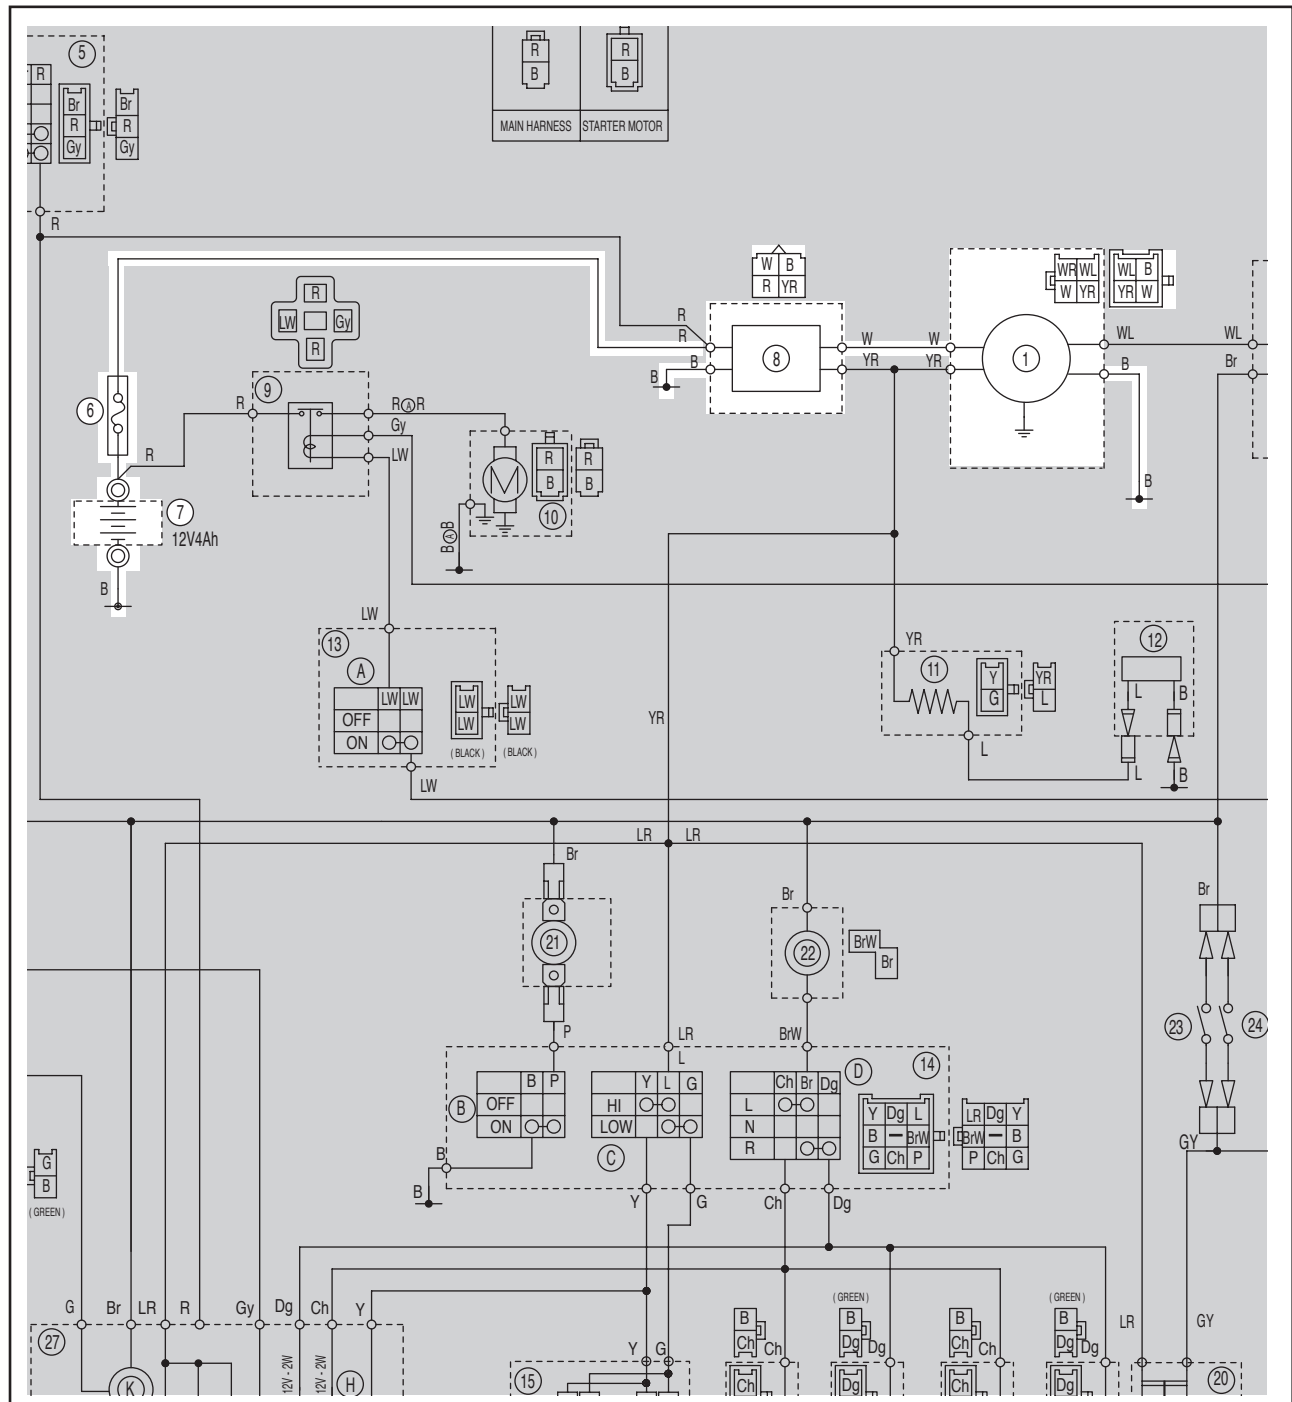 5
R
R
B
R
B
MAIN HARNESS
STARTER MOTOR
Br
R
Gy
Br
R
Gy
R
W B
R YR
WR WL
W YR
WL B
YR W
R
LW
Gy
R
R
R
B
B
8
W
YR
W
YR
1
WL
B
WL
Br
B
6
9
R
R A R
Gy
LW
R
7
12V4Ah
B
R
B
R
B
10
B A B
LW
13
A
LW LW
OFF
ON
LW
LW
LW
LW
( BLACK )
( BLACK )
LW
YR
YR
11
Y
G
YR
L
L
12
L
B
L
B
LR
LR
Br
21
P
Br
22
BrW
Br
BrW
LR
L
Br
23
24
GY
14
B
B P
OFF
ON
B
B
Y L G
HI
LOW
C
Ch Br Dg
L
N
R
D
Y Dg L
B BrW
G Ch P
LR Dg Y
BrW B
P Ch G
Y
G
Ch
Dg
G
B
( GREEN )
G
Br
LR
R
Gy
Dg
Ch
Y
27
K
12V - 2W
12V - 2W
H
Y
G
15
B
Ch
Ch
Ch
( GREEN )
B
Dg
Dg
Dg
B
Ch
Ch
Ch
( GREEN )
B
Dg
Dg
Dg
LR
GY
20